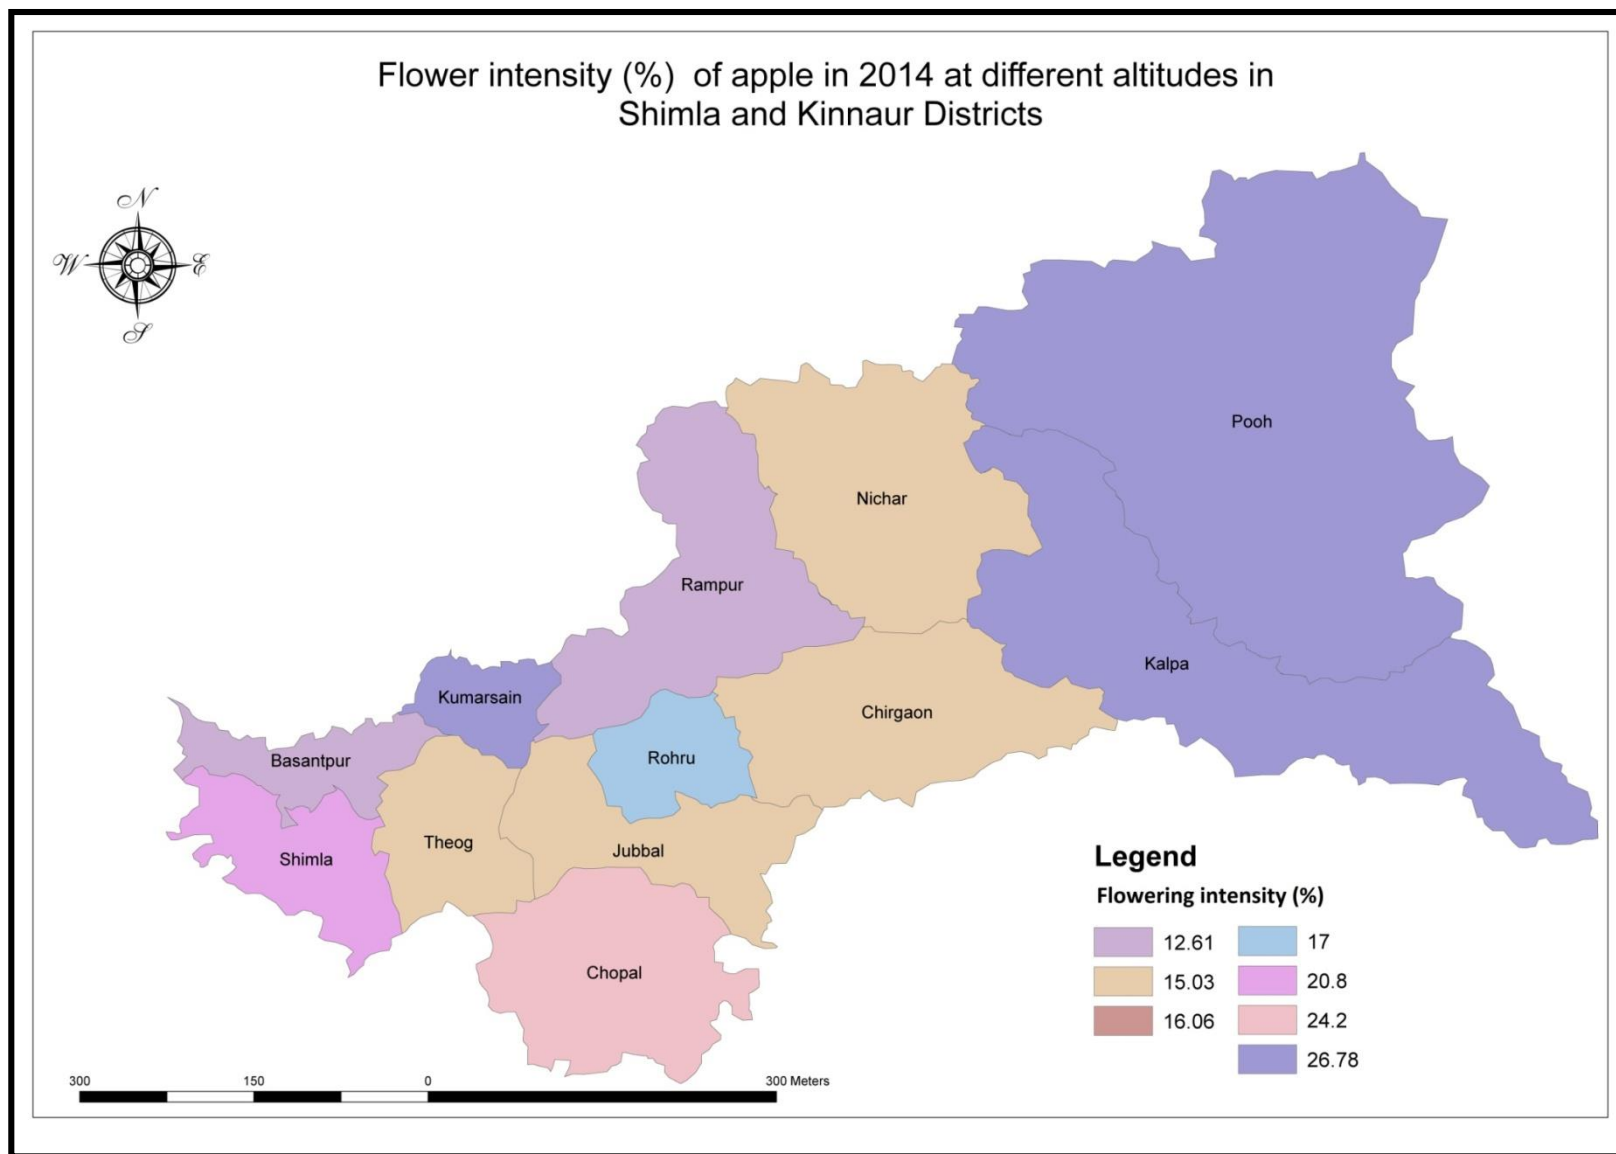 Flower intensity (%) of apple in 2014 at different altitudes in
Shimla and Kinnaur Districts
N
W
E
S
Pooh
Nichar
Rampur
Kalpa
Kumarsain
Chirgaon
Rohru
Basantpur
Theog
Jubbal
Shimla
Chopal
Legend
Flowering intensity (%)
12.61
15.03
16.06
17
20.8
24.2
26.78
300 150 0 300 Meters